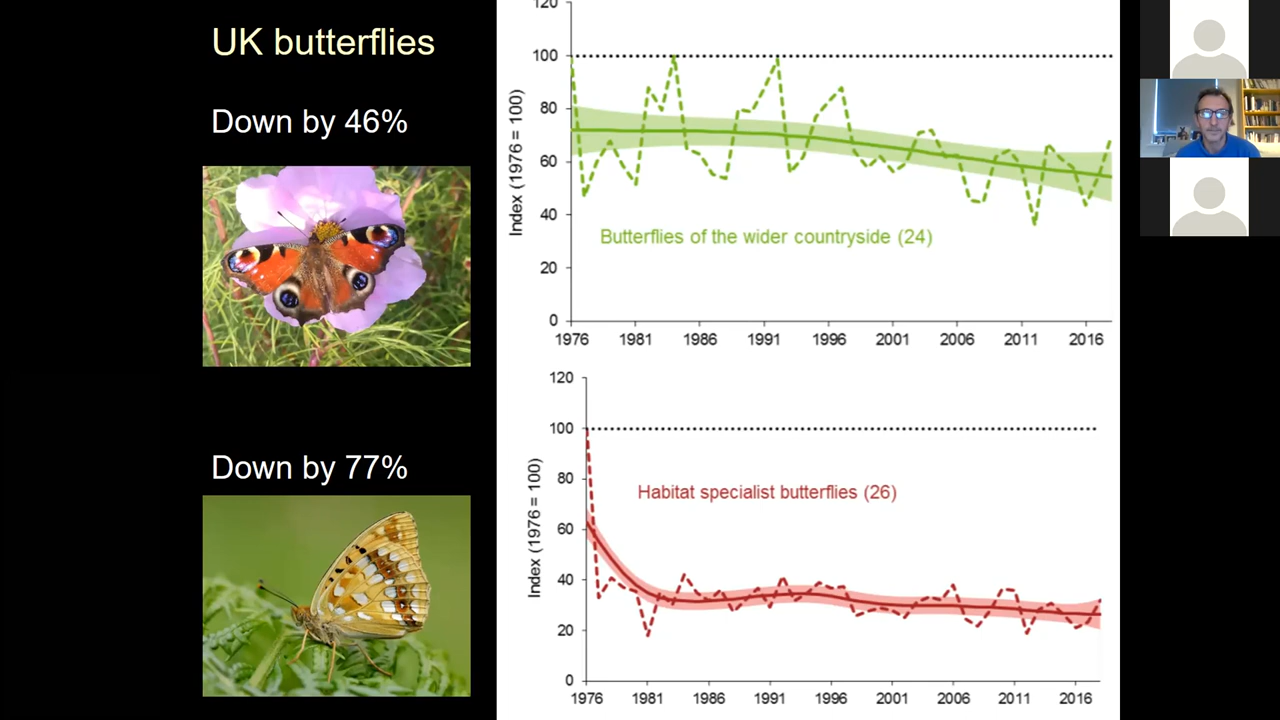 UK butterflies
Down by 46%
Down by 77%
Index (1976 = 100)
120
100
80
60
40
20
0
Butterflies of the wider countryside (24)
1976 1981 1986 1991 1996 2001 2006 2011 2016
Index (1976 = 100)
120
100
80
60
40
20
0
Habitat specialist butterflies (26)
1976 1981 1986 1991 1996 2001 2006 2011 2016